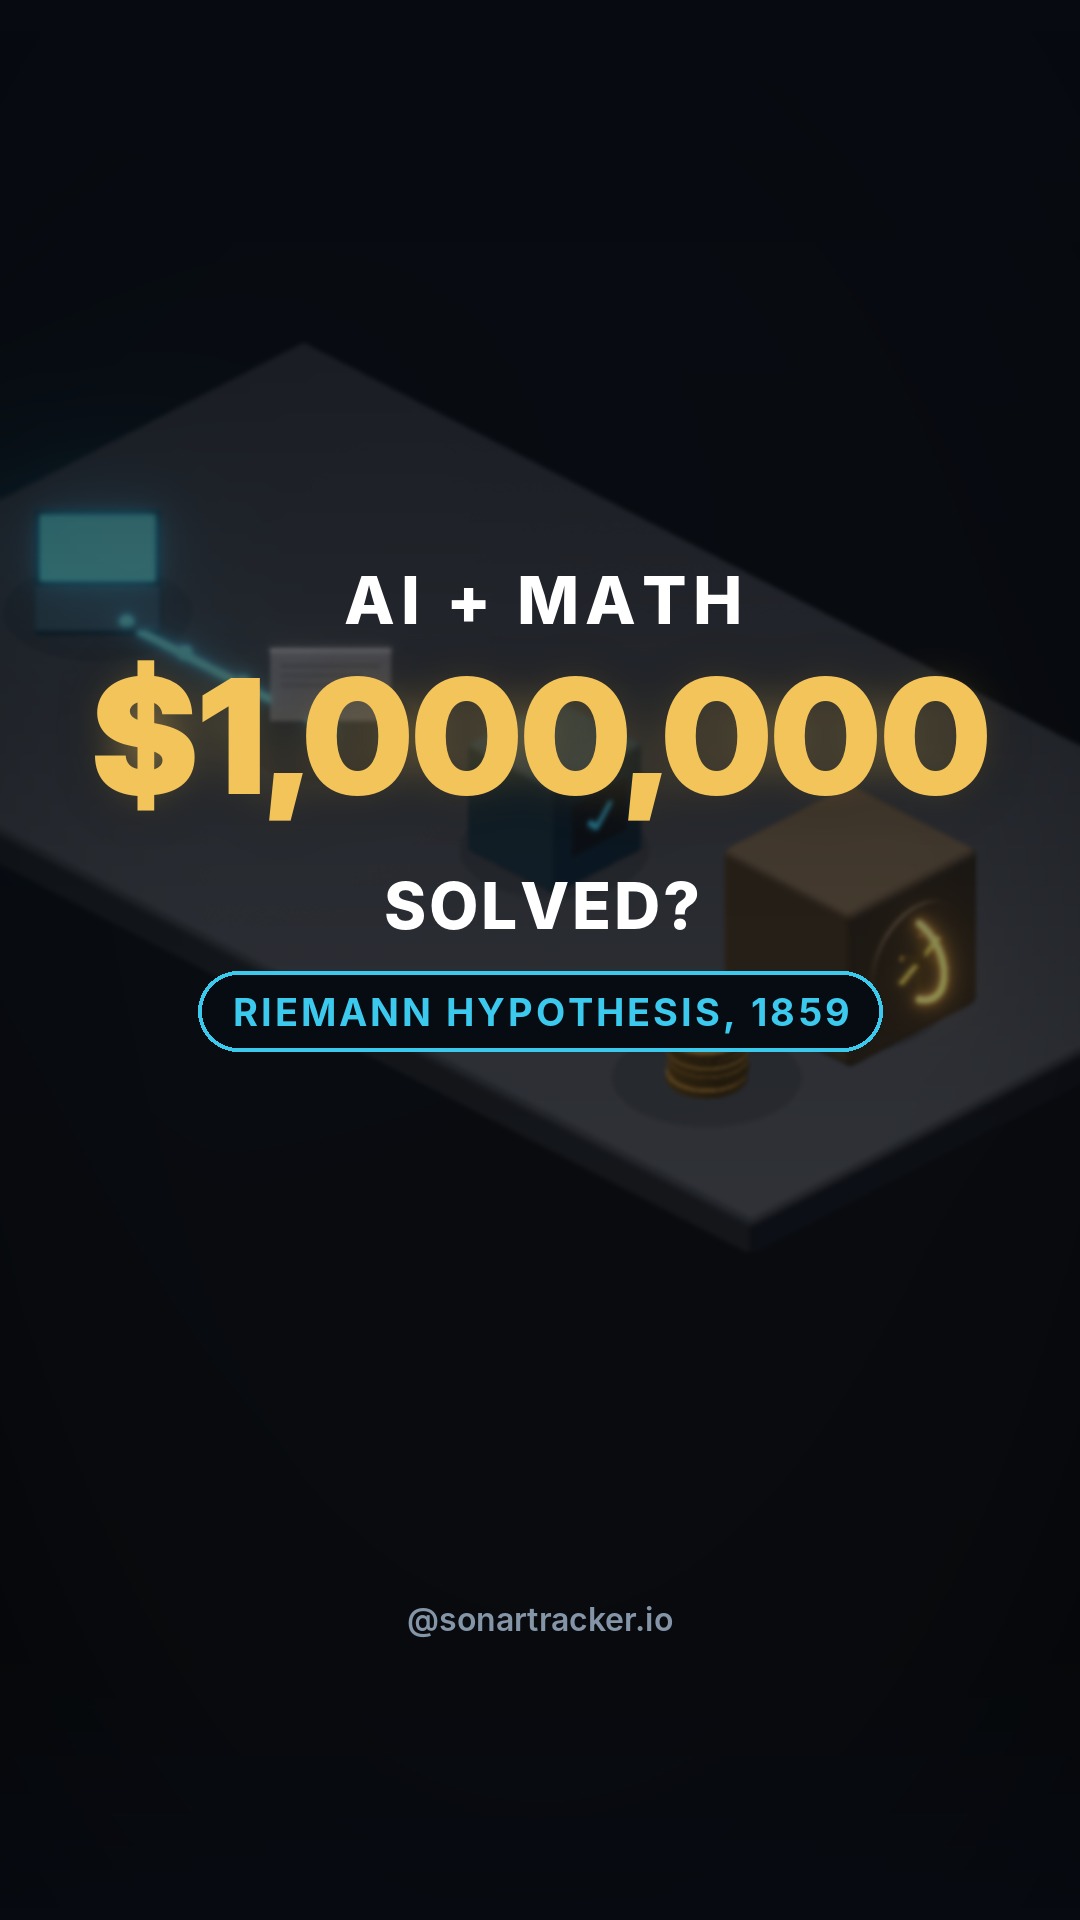 AI + MATH
$1,000,000
SOLVED?
RIEMANN HYPOTHESIS, 1859
@sonartracker.io